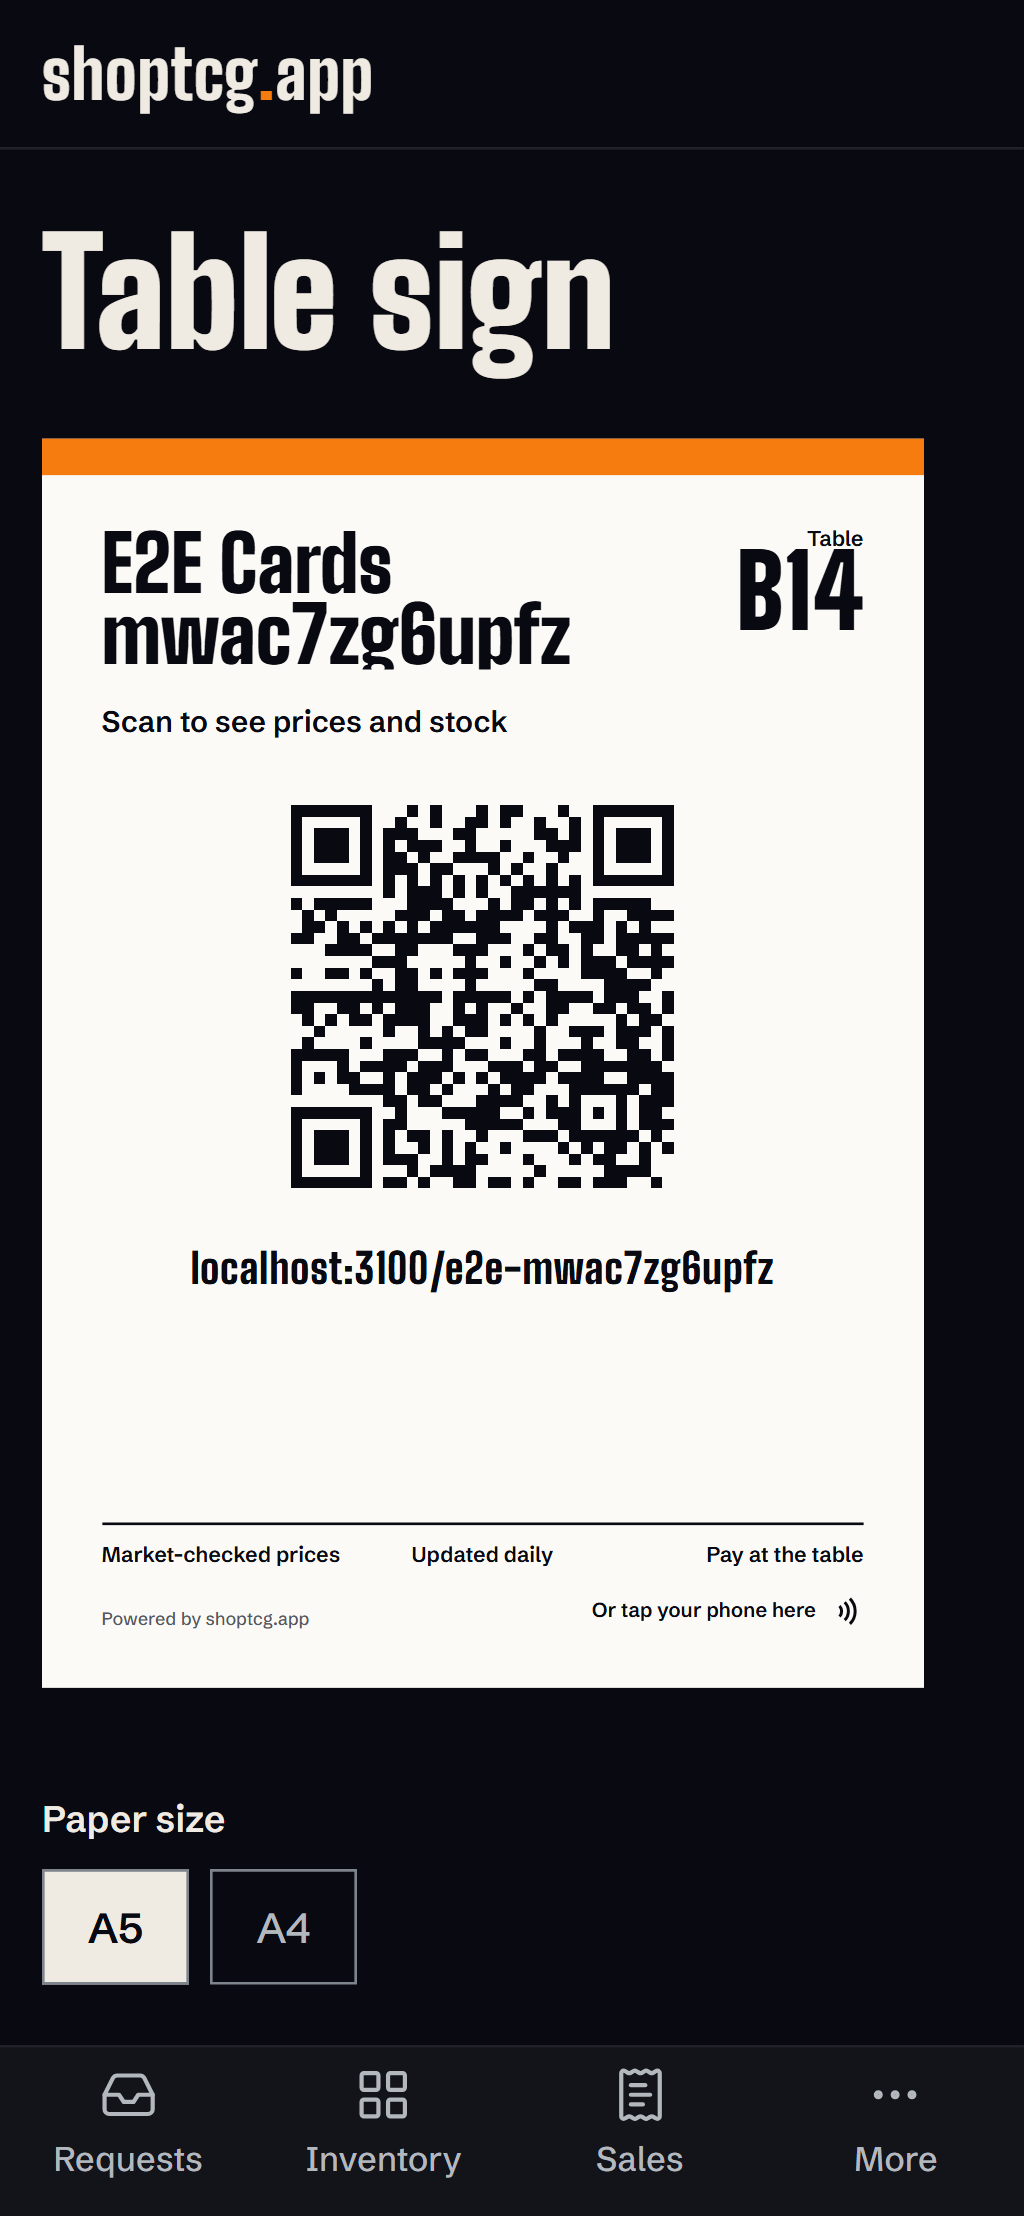 shoptcg.app
Table sign
E2E Cards
mwac7zg6upfz
Table
B14
Scan to see prices and stock
localhost:3100/e2e-mwac7zg6upfz
Market-checked prices
Updated daily
Pay at the table
Powered by shoptcg.app
Or tap your phone here
Paper size
A5
A4
Requests
Inventory
Sales
More